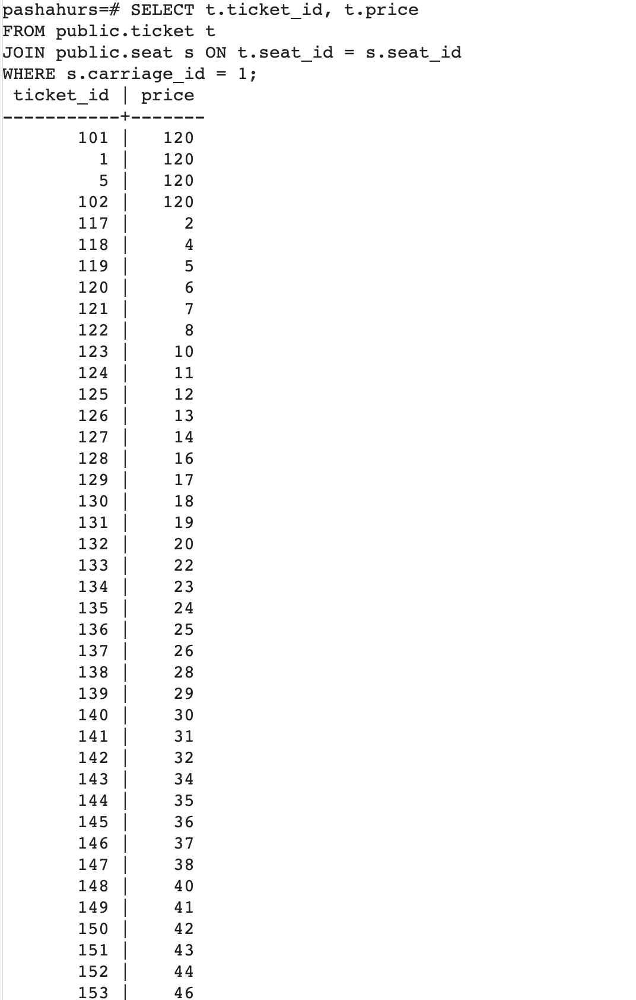 pashahurs=# SELECT t.ticket_id, t.price
FROM public.ticket t
JOIN public.seat s ON t.seat_id = s.seat_id
WHERE s.carriage_id = 1;
 ticket_id | price
-----------+-------
       101 |   120
         1 |   120
         5 |   120
       102 |   120
       117 |     2
       118 |     4
       119 |     5
       120 |     6
       121 |     7
       122 |     8
       123 |    10
       124 |    11
       125 |    12
       126 |    13
       127 |    14
       128 |    16
       129 |    17
       130 |    18
       131 |    19
       132 |    20
       133 |    22
       134 |    23
       135 |    24
       136 |    25
       137 |    26
       138 |    28
       139 |    29
       140 |    30
       141 |    31
       142 |    32
       143 |    34
       144 |    35
       145 |    36
       146 |    37
       147 |    38
       148 |    40
       149 |    41
       150 |    42
       151 |    43
       152 |    44
       153 |    46